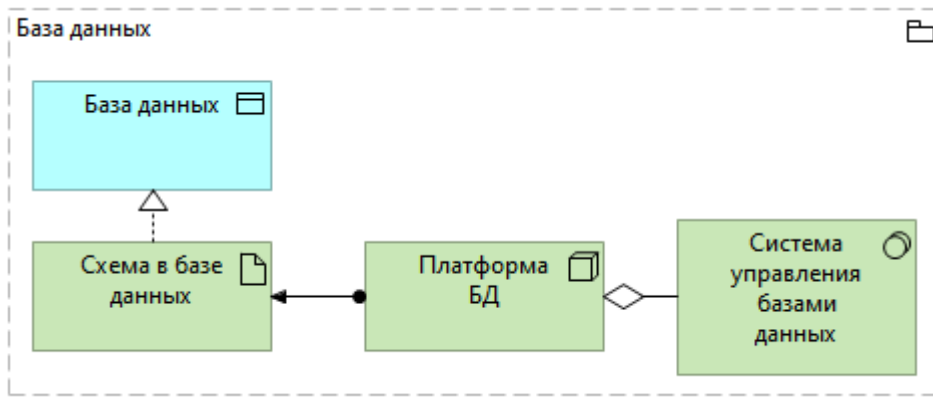 База данных
База данных
Схема в базе
данных
Платформа
БД
Система
управления
базами
данных